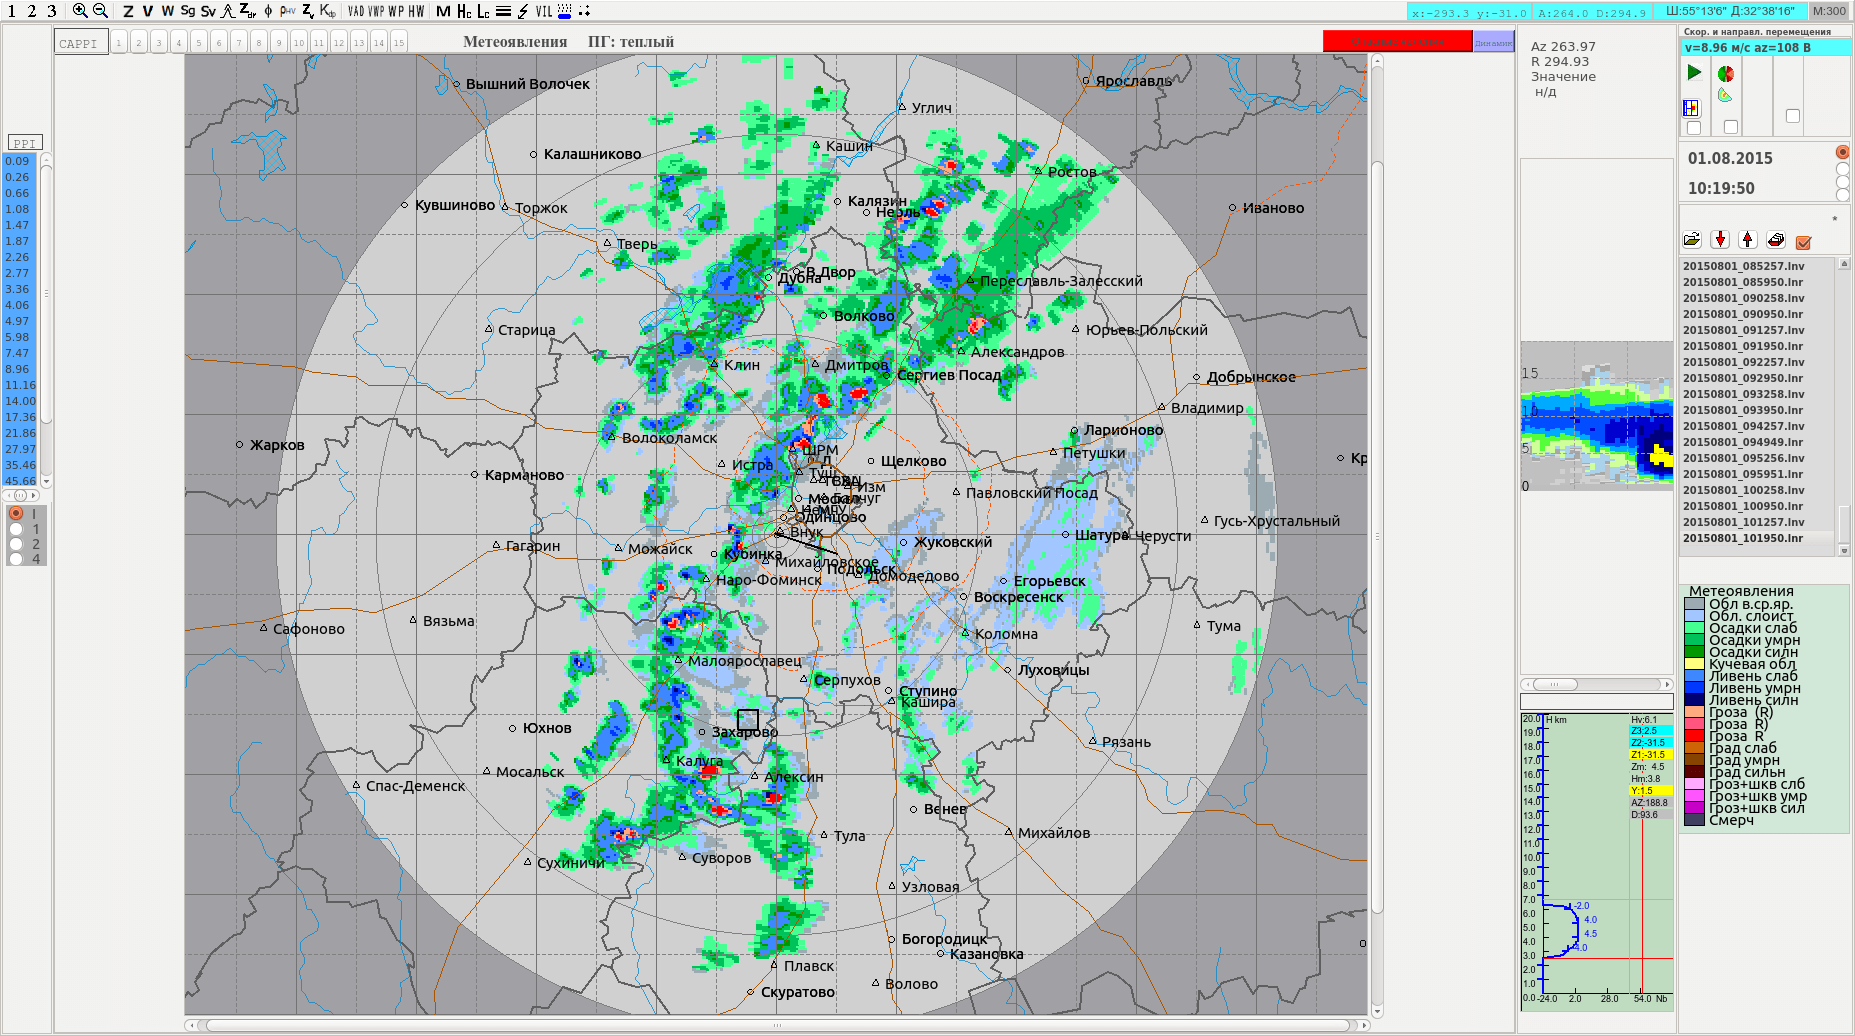 1 2 3 Z V W Sg Sv Zdr φ ρHV Zv Kdp VAD VWP WP HW M Hc Lc VIL
x:-293.3 y:-31.0 A:264.0 D:294.9 Ш:55°13'6" Д:32°38'16" М:300
CAPPI 1 2 3 4 5 6 7 8 9 10 11 12 13 14 15
Метеоявления ПГ: теплый
Динамик
PPI
0.09
0.26
0.66
1.08
1.47
1.87
2.26
2.77
3.36
4.06
4.97
5.98
7.47
8.96
11.16
14.00
17.36
21.86
27.97
35.46
45.66
I
1
2
4
Вышний Волочек
Ярославль
Углич
Кашин
Калашниково
Ростов
Кувшиново
Торжок
Калязин
Нерль
Иваново
Тверь
В.Двор
Дубна
Переславль-Залесский
Старица
Волково
Юрьев-Польский
Александров
Клин
Дмитров
Сергиев Посад
Добрынское
Владимир
Волоколамск
Жарков
Ларионово
Петушки
ШРМ
Истра
Щелково
Кр
Карманово
Изм
Павловский Посад
Балчуг
Одинцово
Внук
Гусь-Хрустальный
Гагарин
Можайск
Кубинка
Жуковский
Шатура
Черусти
Михайловское
Подольск
Домодедово
Наро-Фоминск
Егорьевск
Воскресенск
Сафоново
Вязьма
Коломна
Тума
Малоярославец
Серпухов
Луховицы
Ступино
Кашира
Юхнов
Захарово
Рязань
Мосальск
Калуга
Алексин
Спас-Деменск
Венев
Тула
Михайлов
Сухиничи
Суворов
Узловая
Богородицк
Казановка
Плавск
Волово
Скуратово
Az 263.97
R 294.93
Значение
н/д
15
10
5
0
H km
20.0
19.0
18.0
17.0
16.0
15.0
14.0
13.0
12.0
11.0
10.0
9.0
8.0
7.0
6.0
5.0
4.0
3.0
2.0
1.0
0.0 -24.0 2.0 28.0 54.0 Nb
-2.0
4.0
4.5
4.0
Hv:6.1
Z3:2.5
Z2:-31.5
Z1:-31.5
Zm: 4.5
Hm:3.8
Y:1.5
AZ:188.8
D:93.6
Скор. и направл. перемещения
v=8.96 м/с az=108 В
01.08.2015
10:19:50
*
20150801_085257.lnv
20150801_085950.lnr
20150801_090258.lnv
20150801_090950.lnr
20150801_091257.lnv
20150801_091950.lnr
20150801_092257.lnv
20150801_092950.lnr
20150801_093258.lnv
20150801_093950.lnr
20150801_094257.lnv
20150801_094949.lnr
20150801_095256.lnv
20150801_095951.lnr
20150801_100258.lnv
20150801_100950.lnr
20150801_101257.lnv
20150801_101950.lnr
Метеоявления
Обл в.ср.яр.
Обл. слоист
Осадки слаб
Осадки умрн
Осадки силн
Кучевая обл
Ливень слаб
Ливень умрн
Ливень силн
Гроза (R)
Гроза R)
Гроза R
Град слаб
Град умрн
Град сильн
Гроз+шкв слб
Гроз+шкв умр
Гроз+шкв сил
Смерч